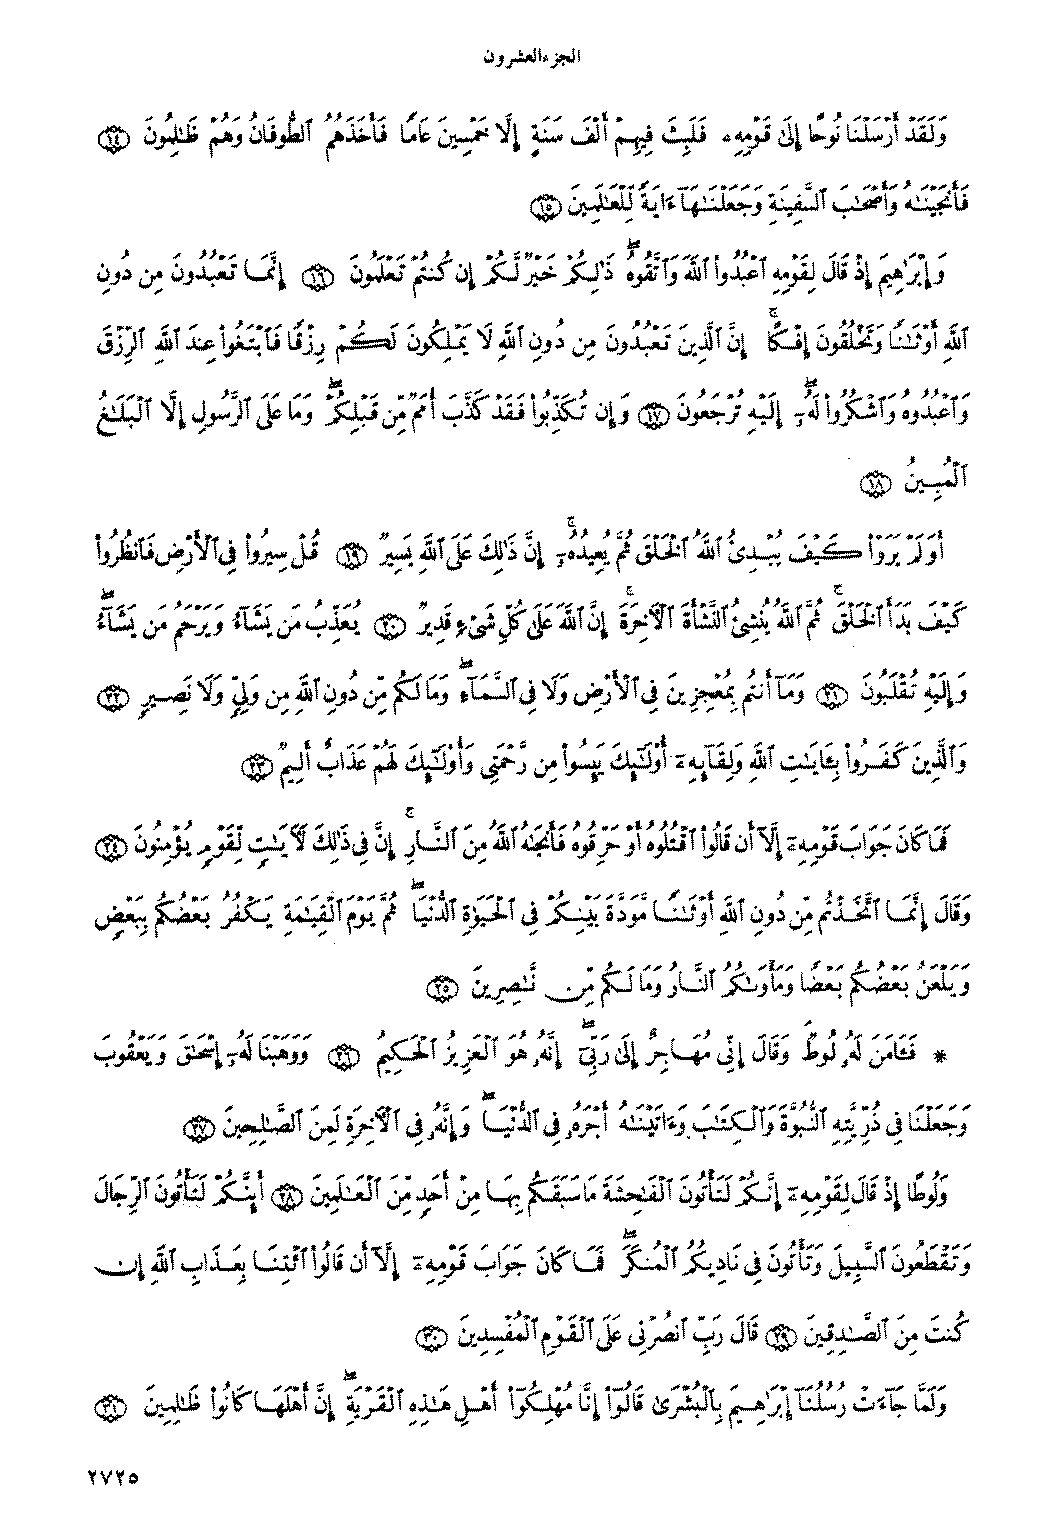 الجزء العشرون
وَلَقَدْ أَرْسَلْنَا نُوحًا إِلَىٰ قَوْمِهِۦ فَلَبِثَ فِيهِمْ أَلْفَ سَنَةٍ إِلَّا خَمْسِينَ عَامًا فَأَخَذَهُمُ ٱلطُّوفَانُ وَهُمْ ظَٰلِمُونَ ﴿١٤﴾
فَأَنجَيْنَٰهُ وَأَصْحَٰبَ ٱلسَّفِينَةِ وَجَعَلْنَٰهَآ ءَايَةً لِّلْعَٰلَمِينَ ﴿١٥﴾
وَإِبْرَٰهِيمَ إِذْ قَالَ لِقَوْمِهِ ٱعْبُدُوا۟ ٱللَّهَ وَٱتَّقُوهُ ۖ ذَٰلِكُمْ خَيْرٌ لَّكُمْ إِن كُنتُمْ تَعْلَمُونَ ﴿١٦﴾ إِنَّمَا تَعْبُدُونَ مِن دُونِ
ٱللَّهِ أَوْثَٰنًا وَتَخْلُقُونَ إِفْكًا ۚ إِنَّ ٱلَّذِينَ تَعْبُدُونَ مِن دُونِ ٱللَّهِ لَا يَمْلِكُونَ لَكُمْ رِزْقًا فَٱبْتَغُوا۟ عِندَ ٱللَّهِ ٱلرِّزْقَ
وَٱعْبُدُوهُ وَٱشْكُرُوا۟ لَهُۥٓ ۖ إِلَيْهِ تُرْجَعُونَ ﴿١٧﴾ وَإِن تُكَذِّبُوا۟ فَقَدْ كَذَّبَ أُمَمٌ مِّن قَبْلِكُمْ ۖ وَمَا عَلَى ٱلرَّسُولِ إِلَّا ٱلْبَلَٰغُ
ٱلْمُبِينُ ﴿١٨﴾
أَوَلَمْ يَرَوْا۟ كَيْفَ يُبْدِئُ ٱللَّهُ ٱلْخَلْقَ ثُمَّ يُعِيدُهُۥٓ ۚ إِنَّ ذَٰلِكَ عَلَى ٱللَّهِ يَسِيرٌ ﴿١٩﴾ قُلْ سِيرُوا۟ فِى ٱلْأَرْضِ فَٱنظُرُوا۟
كَيْفَ بَدَأَ ٱلْخَلْقَ ۚ ثُمَّ ٱللَّهُ يُنشِئُ ٱلنَّشْأَةَ ٱلْأَخِرَةَ ۚ إِنَّ ٱللَّهَ عَلَىٰ كُلِّ شَىْءٍ قَدِيرٌ ﴿٢٠﴾ يُعَذِّبُ مَن يَشَآءُ وَيَرْحَمُ مَن يَشَآءُ ۖ
وَإِلَيْهِ تُقْلَبُونَ ﴿٢١﴾ وَمَآ أَنتُم بِمُعْجِزِينَ فِى ٱلْأَرْضِ وَلَا فِى ٱلسَّمَآءِ ۖ وَمَا لَكُم مِّن دُونِ ٱللَّهِ مِن وَلِىٍّ وَلَا نَصِيرٍ ﴿٢٢﴾
وَٱلَّذِينَ كَفَرُوا۟ بِـَٔايَٰتِ ٱللَّهِ وَلِقَآئِهِۦٓ أُو۟لَٰٓئِكَ يَئِسُوا۟ مِن رَّحْمَتِى وَأُو۟لَٰٓئِكَ لَهُمْ عَذَابٌ أَلِيمٌ ﴿٢٣﴾
فَمَا كَانَ جَوَابَ قَوْمِهِۦٓ إِلَّآ أَن قَالُوا۟ ٱقْتُلُوهُ أَوْ حَرِّقُوهُ فَأَنجَىٰهُ ٱللَّهُ مِنَ ٱلنَّارِ ۚ إِنَّ فِى ذَٰلِكَ لَـَٔايَٰتٍ لِّقَوْمٍ يُؤْمِنُونَ ﴿٢٤﴾
وَقَالَ إِنَّمَا ٱتَّخَذْتُم مِّن دُونِ ٱللَّهِ أَوْثَٰنًا مَّوَدَّةَ بَيْنِكُمْ فِى ٱلْحَيَوٰةِ ٱلدُّنْيَا ۖ ثُمَّ يَوْمَ ٱلْقِيَٰمَةِ يَكْفُرُ بَعْضُكُم بِبَعْضٍ
وَيَلْعَنُ بَعْضُكُم بَعْضًا وَمَأْوَىٰكُمُ ٱلنَّارُ وَمَا لَكُم مِّن نَّٰصِرِينَ ﴿٢٥﴾
* فَـَٔامَنَ لَهُۥ لُوطٌ ۘ وَقَالَ إِنِّى مُهَاجِرٌ إِلَىٰ رَبِّىٓ ۖ إِنَّهُۥ هُوَ ٱلْعَزِيزُ ٱلْحَكِيمُ ﴿٢٦﴾ وَوَهَبْنَا لَهُۥٓ إِسْحَٰقَ وَيَعْقُوبَ
وَجَعَلْنَا فِى ذُرِّيَّتِهِ ٱلنُّبُوَّةَ وَٱلْكِتَٰبَ وَءَاتَيْنَٰهُ أَجْرَهُۥ فِى ٱلدُّنْيَا ۖ وَإِنَّهُۥ فِى ٱلْأَخِرَةِ لَمِنَ ٱلصَّٰلِحِينَ ﴿٢٧﴾
وَلُوطًا إِذْ قَالَ لِقَوْمِهِۦٓ إِنَّكُمْ لَتَأْتُونَ ٱلْفَٰحِشَةَ مَا سَبَقَكُم بِهَا مِنْ أَحَدٍ مِّنَ ٱلْعَٰلَمِينَ ﴿٢٨﴾ أَئِنَّكُمْ لَتَأْتُونَ ٱلرِّجَالَ
وَتَقْطَعُونَ ٱلسَّبِيلَ وَتَأْتُونَ فِى نَادِيكُمُ ٱلْمُنكَرَ ۖ فَمَا كَانَ جَوَابَ قَوْمِهِۦٓ إِلَّآ أَن قَالُوا۟ ٱئْتِنَا بِعَذَابِ ٱللَّهِ إِن
كُنتَ مِنَ ٱلصَّٰدِقِينَ ﴿٢٩﴾ قَالَ رَبِّ ٱنصُرْنِى عَلَى ٱلْقَوْمِ ٱلْمُفْسِدِينَ ﴿٣٠﴾
وَلَمَّا جَآءَتْ رُسُلُنَآ إِبْرَٰهِيمَ بِٱلْبُشْرَىٰ قَالُوٓا۟ إِنَّا مُهْلِكُوٓا۟ أَهْلِ هَٰذِهِ ٱلْقَرْيَةِ ۖ إِنَّ أَهْلَهَا كَانُوا۟ ظَٰلِمِينَ ﴿٣١﴾
٢٧٢٥